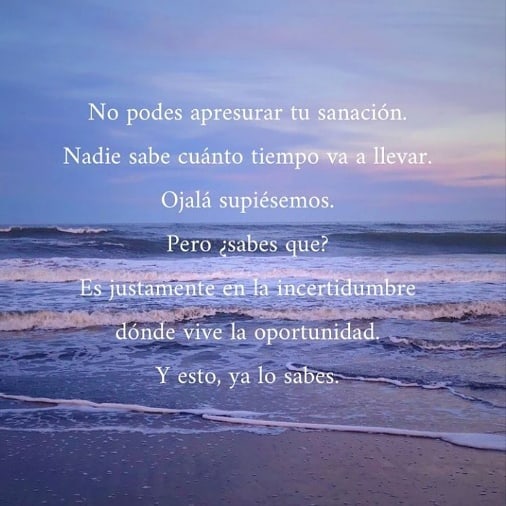 No podes apresurar tu sanación.
Nadie sabe cuánto tiempo va a llevar.
Ojalá supiésemos.
Pero ¿sabes que?
Es justamente en la incertidumbre
dónde vive la oportunidad.
Y esto, ya lo sabes.